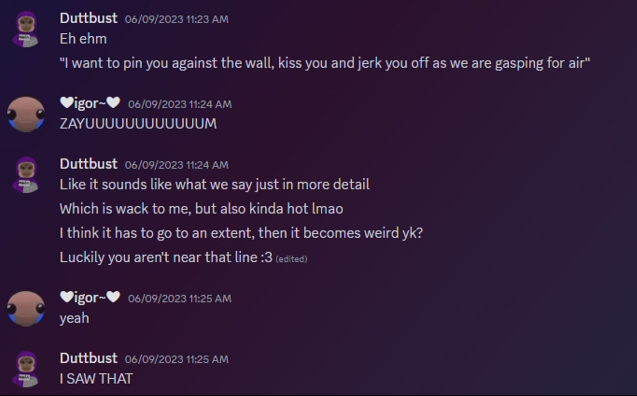 Duttbust 06/09/2023 11:23 AM
Eh ehm
"I want to pin you against the wall, kiss you and jerk you off as we are gasping for air"
🤍igor~🤍 06/09/2023 11:24 AM
ZAYUUUUUUUUUUUUM
Duttbust 06/09/2023 11:24 AM
Like it sounds like what we say just in more detail
Which is wack to me, but also kinda hot lmao
I think it has to go to an extent, then it becomes weird yk?
Luckily you aren't near that line :3 (edited)
🤍igor~🤍 06/09/2023 11:25 AM
yeah
Duttbust 06/09/2023 11:25 AM
I SAW THAT